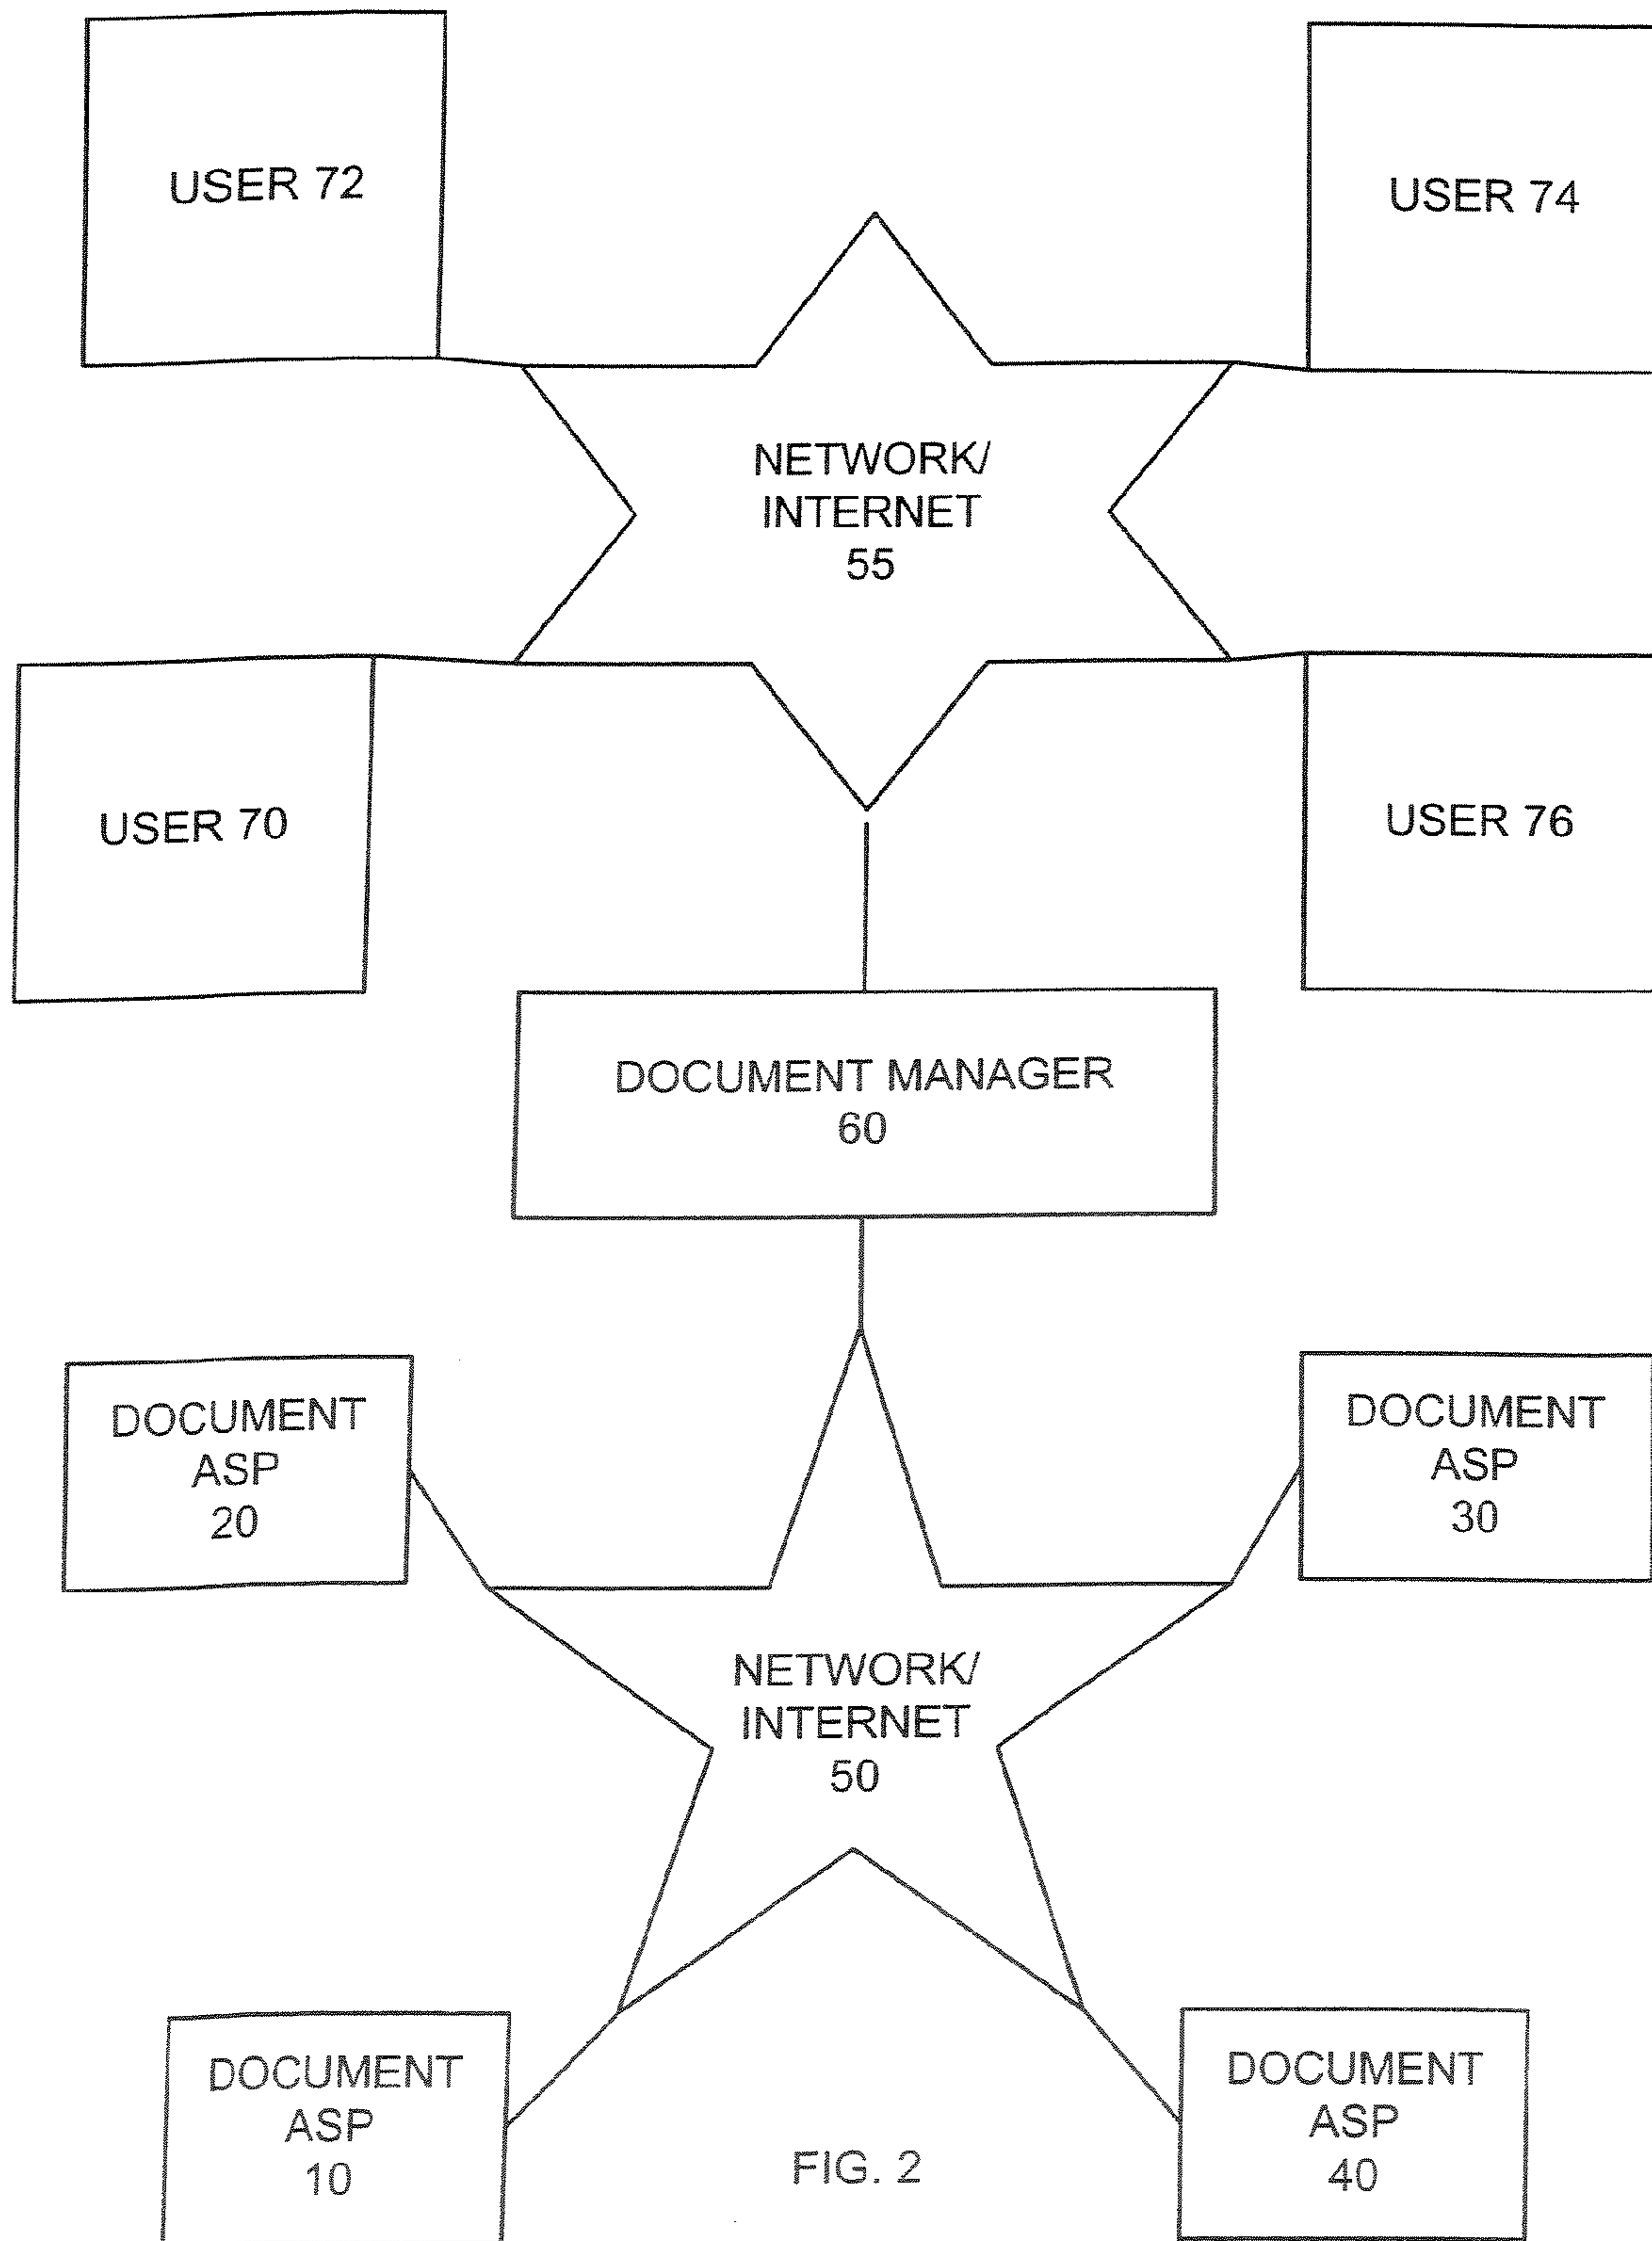 USER 72
USER 74
NETWORK/
INTERNET
55
USER 70
USER 76
DOCUMENT MANAGER
60
DOCUMENT
ASP
20
DOCUMENT
ASP
30
NETWORK/
INTERNET
50
DOCUMENT
ASP
10
DOCUMENT
ASP
40
FIG. 2